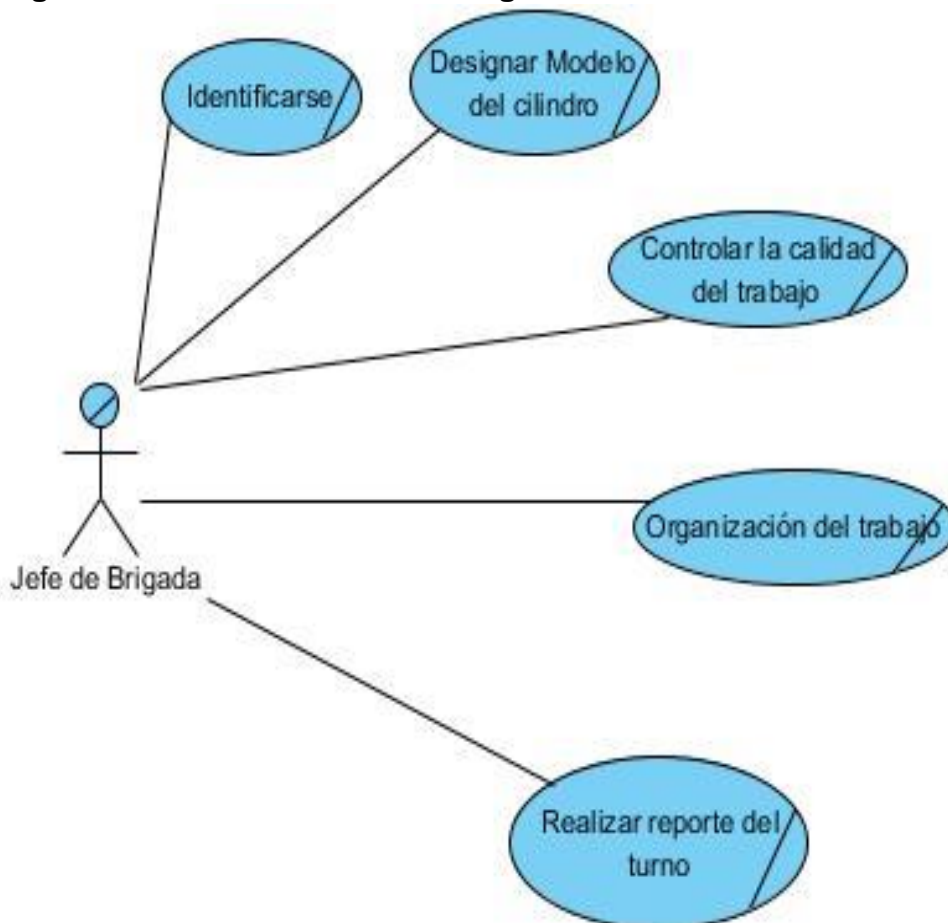 Identificarse
Designar Modelo
del cilindro
Controlar la calidad
del trabajo
Organización del trabajo
Jefe de Brigada
Realizar reporte del
turno